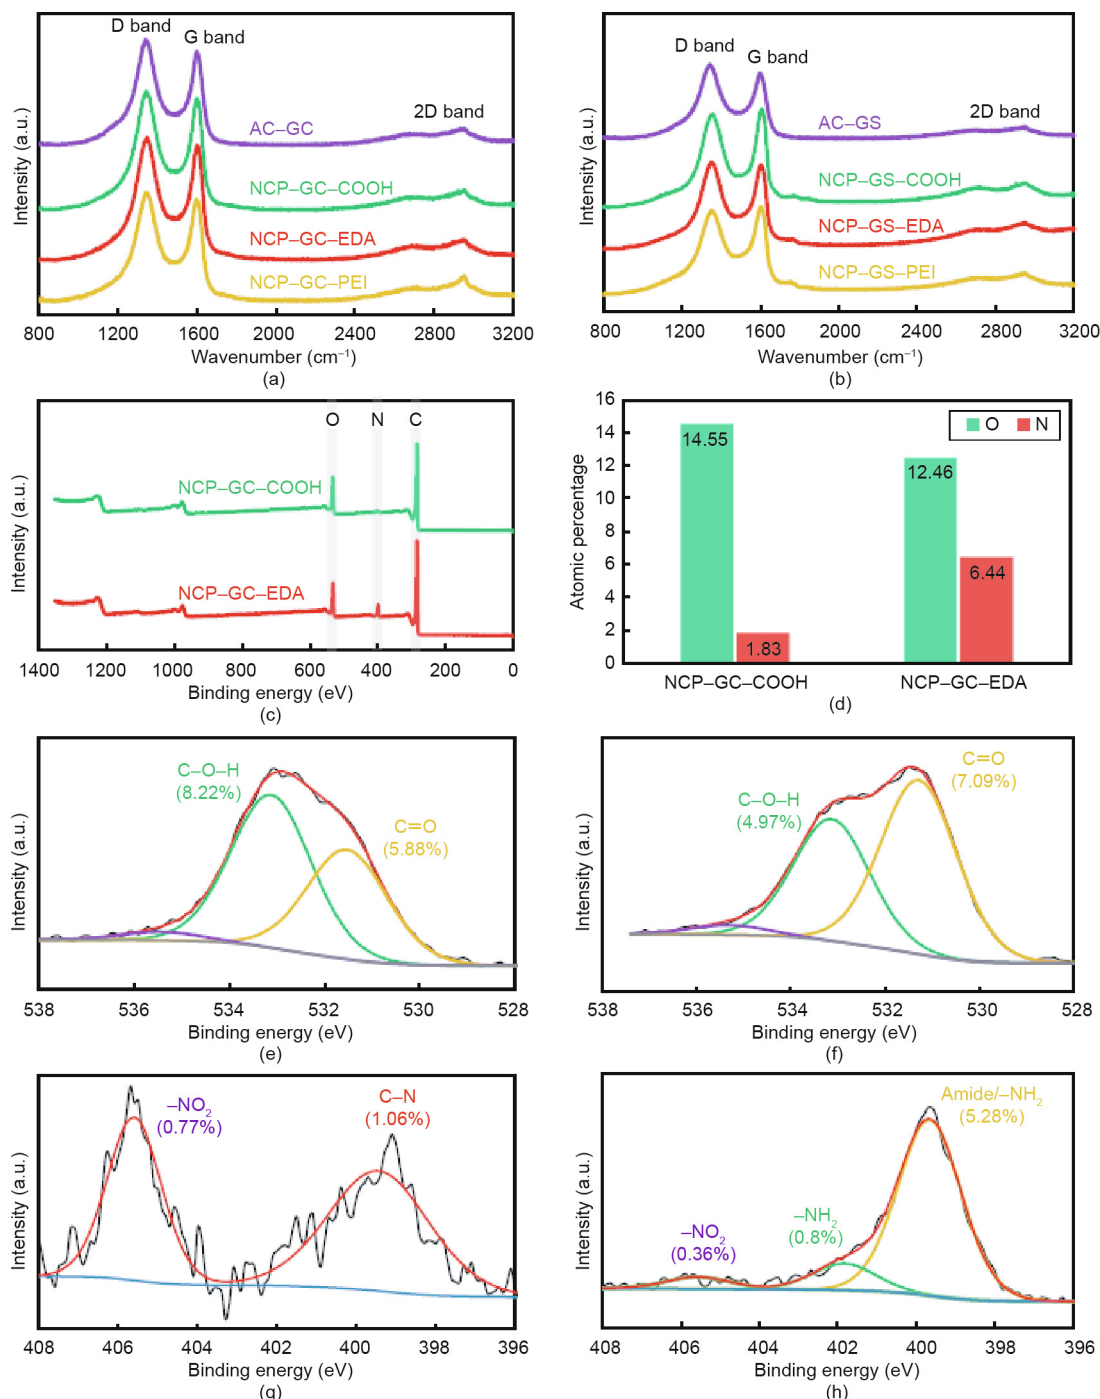 D band
G band
2D band
AC–GC
NCP–GC–COOH
NCP–GC–EDA
NCP–GC–PEI
Intensity (a.u.)
800 1200 1600 2000 2400 2800 3200
Wavenumber (cm⁻¹)
(a)
D band
G band
2D band
AC–GS
NCP–GS–COOH
NCP–GS–EDA
NCP–GS–PEI
Intensity (a.u.)
800 1200 1600 2000 2400 2800 3200
Wavenumber (cm⁻¹)
(b)
O N C
NCP–GC–COOH
NCP–GC–EDA
Intensity (a.u.)
1400 1200 1000 800 600 400 200 0
Binding energy (eV)
(c)
16
14
12
10
8
6
4
2
0
Atomic percentage
O N
14.55
1.83
12.46
6.44
NCP–GC–COOH NCP–GC–EDA
(d)
C–O–H
(8.22%)
C=O
(5.88%)
Intensity (a.u.)
538 536 534 532 530 528
Binding energy (eV)
(e)
C–O–H
(4.97%)
C=O
(7.09%)
Intensity (a.u.)
538 536 534 532 530 528
Binding energy (eV)
(f)
–NO₂
(0.77%)
C–N
(1.06%)
Intensity (a.u.)
408 406 404 402 400 398 396
Binding energy (eV)
(g)
–NO₂
(0.36%)
–NH₂
(0.8%)
Amide/–NH₂
(5.28%)
Intensity (a.u.)
408 406 404 402 400 398 396
Binding energy (eV)
(h)